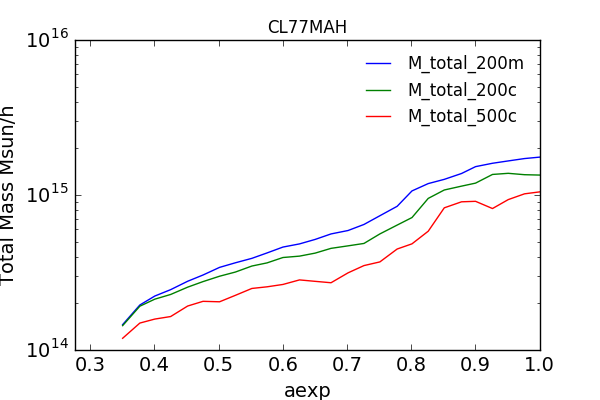 CL77MAH
10^16
10^15
10^14
Total Mass Msun/h
M_total_200m
M_total_200c
M_total_500c
0.3 0.4 0.5 0.6 0.7 0.8 0.9 1.0
aexp